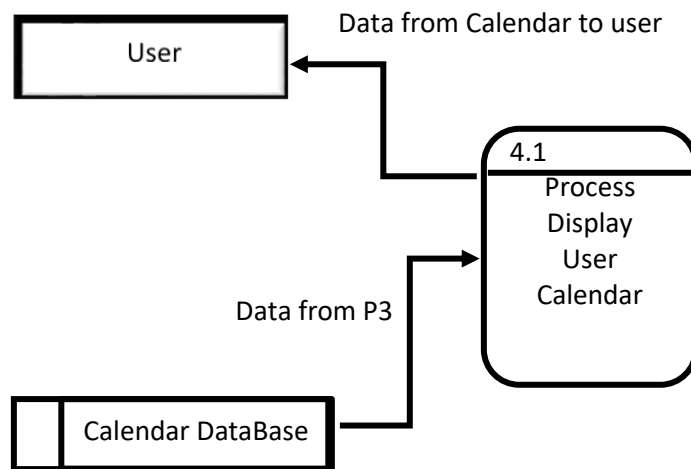 Data from Calendar to user
User
4.1
Process
Display
User
Calendar
Data from P3
Calendar DataBase